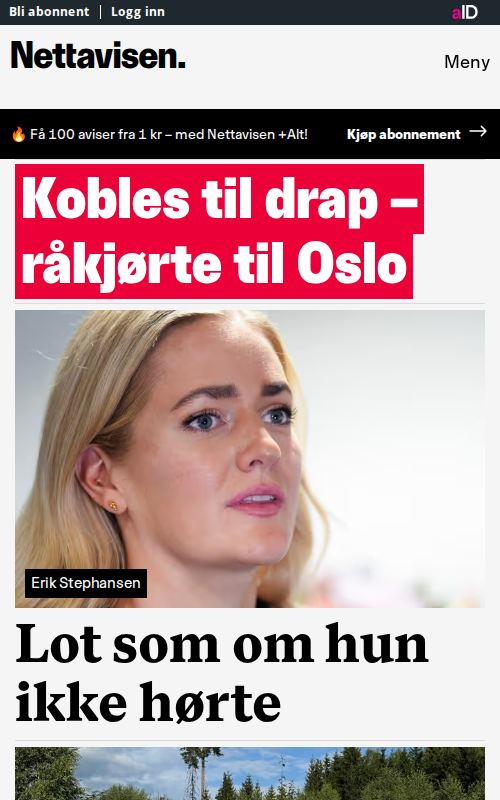 Bli abonnent
Logg inn
aID
Nettavisen.
Meny
🔥 Få 100 aviser fra 1 kr – med Nettavisen +Alt!
Kjøp abonnement →
Kobles til drap –
råkjørte til Oslo
Erik Stephansen
Lot som om hun
ikke hørte